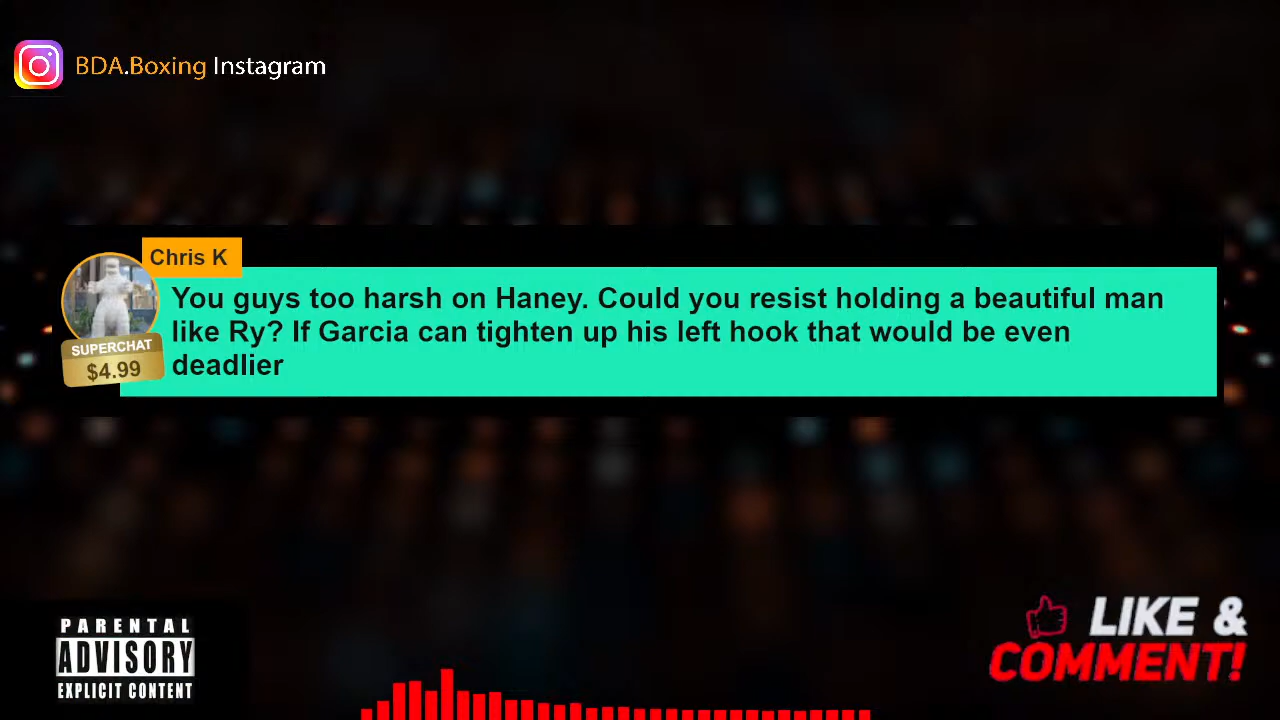 BDA.Boxing Instagram
Chris K
You guys too harsh on Haney. Could you resist holding a beautiful man
like Ry? If Garcia can tighten up his left hook that would be even
deadlier
SUPERCHAT
$4.99
PARENTAL
ADVISORY
EXPLICIT CONTENT
LIKE &
COMMENT!